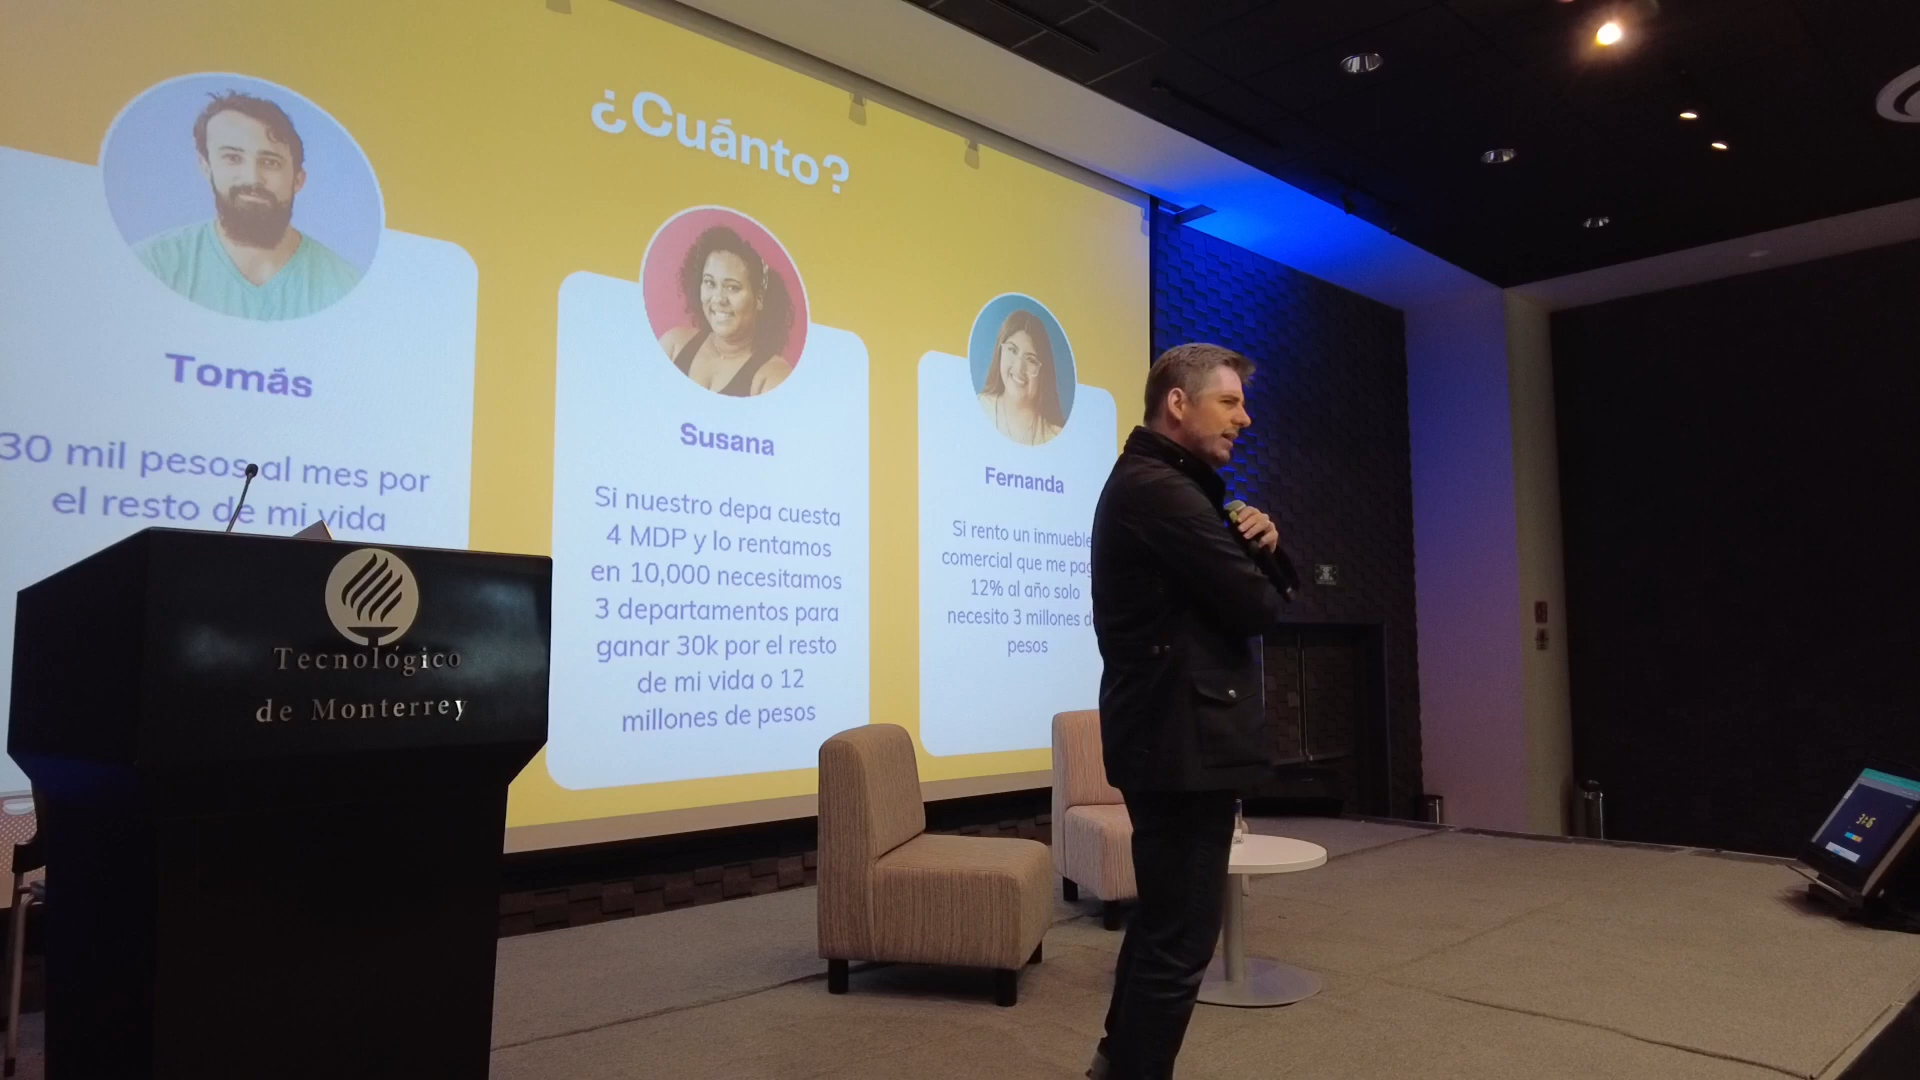 ¿Cuánto?
Tomás
30 mil pesos al mes por
el resto de mi vida
Susana
Si nuestro depa cuesta
4 MDP y lo rentamos
en 10,000 necesitamos
3 departamentos para
ganar 30k por el resto
de mi vida o 12
millones de pesos
Fernanda
Si rento un inmueble
comercial que me pag
12% al año solo
necesito 3 millones d
pesos
Tecnológico
de Monterrey